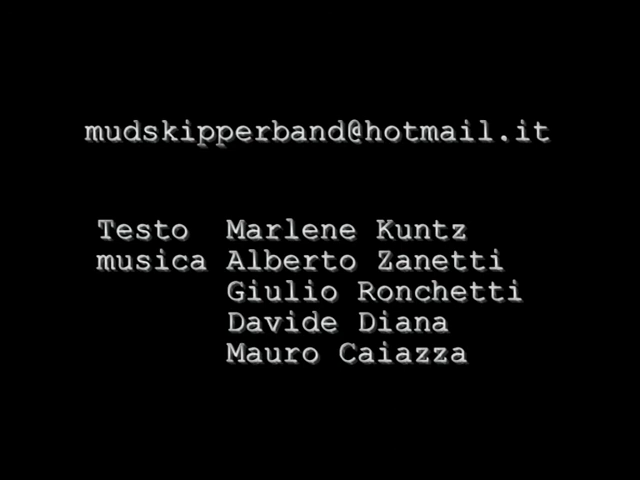 mudskipperband@hotmail.it
Testo Marlene Kuntz
musica Alberto Zanetti
Giulio Ronchetti
Davide Diana
Mauro Caiazza